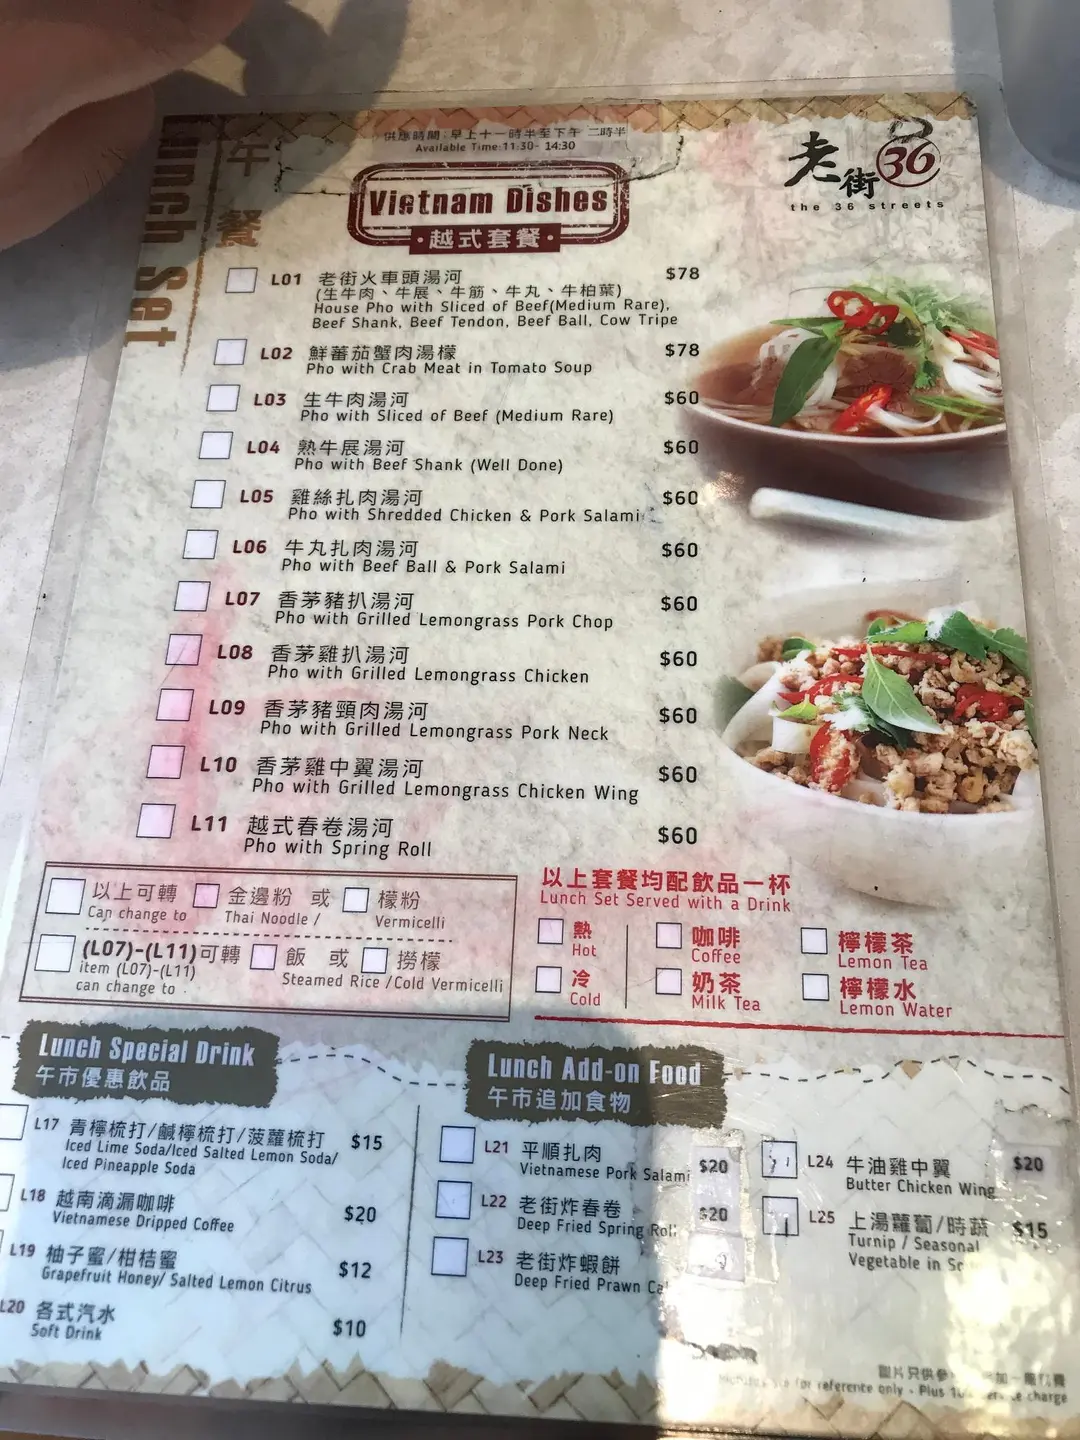 Lunch Set
午餐
供應時間:早上十一時半至下午 二時半
Available Time:11:30- 14:30
老街36
the 36 streets
Vietnam Dishes
·越式套餐·
L01 老街火車頭湯河 $78
(生牛肉、牛展、牛筋、牛丸、牛柏葉)
House Pho with Sliced of Beef(Medium Rare),
Beef Shank, Beef Tendon, Beef Ball, Cow Tripe
L02 鮮蕃茄蟹肉湯檬 $78
Pho with Crab Meat in Tomato Soup
L03 生牛肉湯河 $60
Pho with Sliced of Beef (Medium Rare)
L04 熟牛展湯河 $60
Pho with Beef Shank (Well Done)
L05 雞絲扎肉湯河 $60
Pho with Shredded Chicken & Pork Salami
L06 牛丸扎肉湯河 $60
Pho with Beef Ball & Pork Salami
L07 香茅豬扒湯河 $60
Pho with Grilled Lemongrass Pork Chop
L08 香茅雞扒湯河 $60
Pho with Grilled Lemongrass Chicken
L09 香茅豬頸肉湯河 $60
Pho with Grilled Lemongrass Pork Neck
L10 香茅雞中翼湯河 $60
Pho with Grilled Lemongrass Chicken Wing
L11 越式春卷湯河 $60
Pho with Spring Roll
以上可轉 金邊粉 或 檬粉
Can change to Thai Noodle / Vermicelli
(L07)-(L11)可轉 飯 或 撈檬
item (L07)-(L11) Steamed Rice /Cold Vermicelli
can change to
以上套餐均配飲品一杯
Lunch Set Served with a Drink
熱 咖啡 檸檬茶
Hot Coffee Lemon Tea
冷 奶茶 檸檬水
Cold Milk Tea Lemon Water
Lunch Special Drink
午市優惠飲品
L17 青檸梳打/鹹檸梳打/菠蘿梳打 $15
Iced Lime Soda/Iced Salted Lemon Soda/
Iced Pineapple Soda
L18 越南滴漏咖啡 $20
Vietnamese Dripped Coffee
L19 柚子蜜/柑桔蜜 $12
Grapefruit Honey/ Salted Lemon Citrus
L20 各式汽水 $10
Soft Drink
Lunch Add-on Food
午市追加食物
L21 平順扎肉 $20
Vietnamese Pork Salami
L22 老街炸春卷 $20
Deep Fried Spring Roll
L23 老街炸蝦餅
Deep Fried Prawn
L24 牛油雞中翼 $20
Butter Chicken Wing
L25 上湯蘿蔔/時蔬 $15
Turnip / Seasonal
Vegetable in
圖片只供參
for reference only . Plus charge